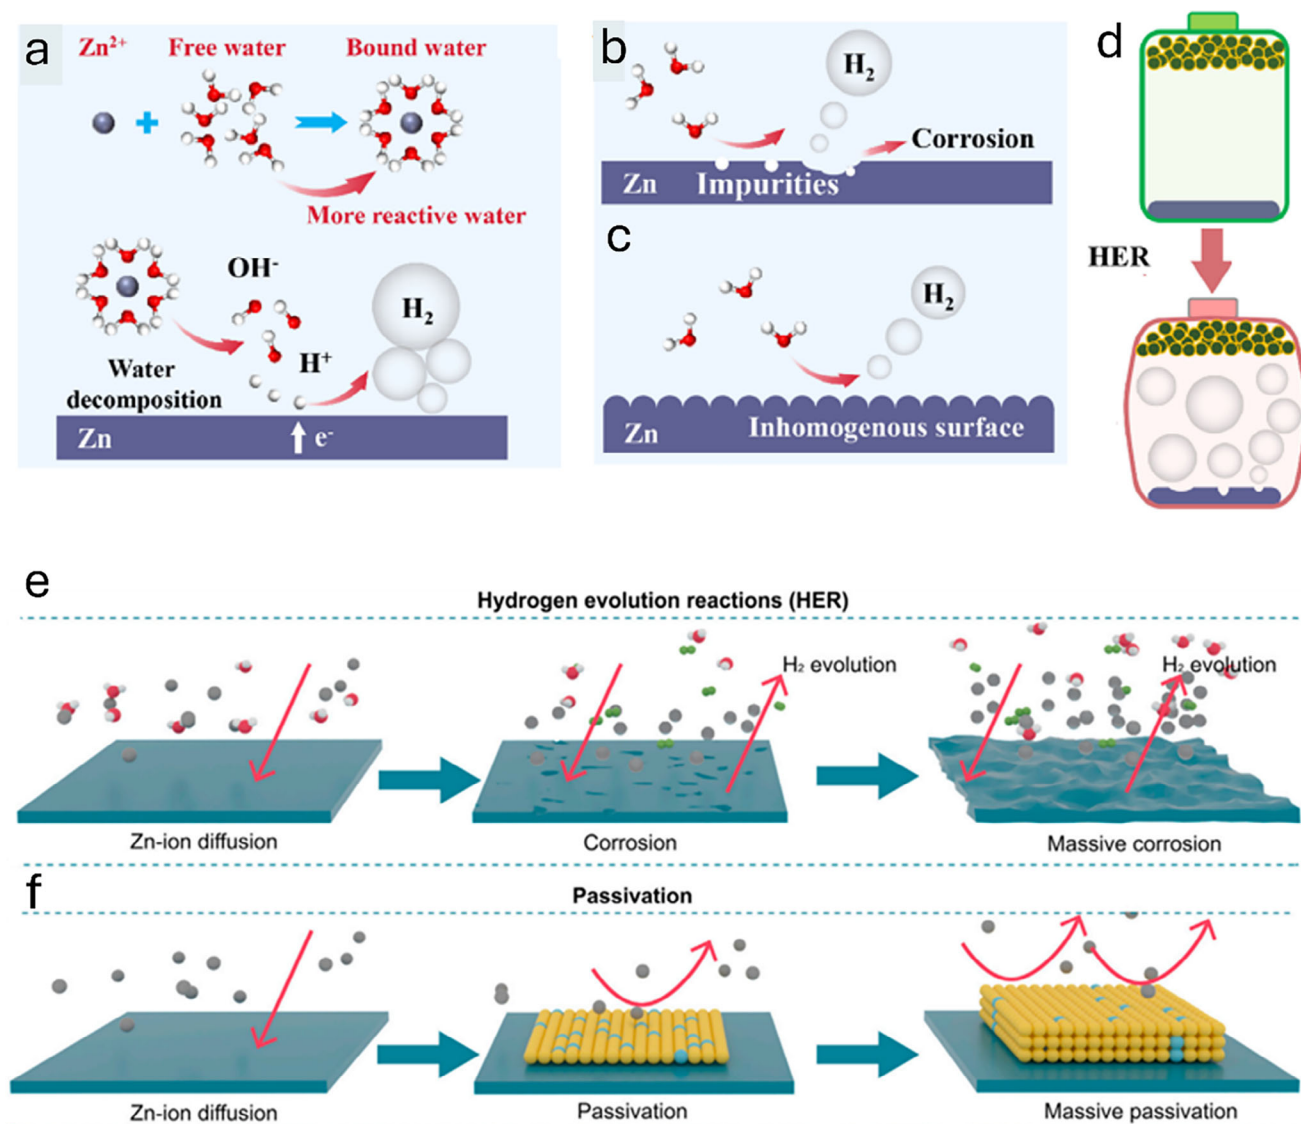 a
Zn²⁺ Free water Bound water
More reactive water
OH⁻
H₂
H⁺
Water
decomposition
Zn e⁻
b
H₂
Corrosion
Zn Impurities
c
H₂
Zn Inhomogenous surface
d
HER
e
Hydrogen evolution reactions (HER)
H₂ evolution
H₂ evolution
Zn-ion diffusion
Corrosion
Massive corrosion
f
Passivation
Zn-ion diffusion
Passivation
Massive passivation